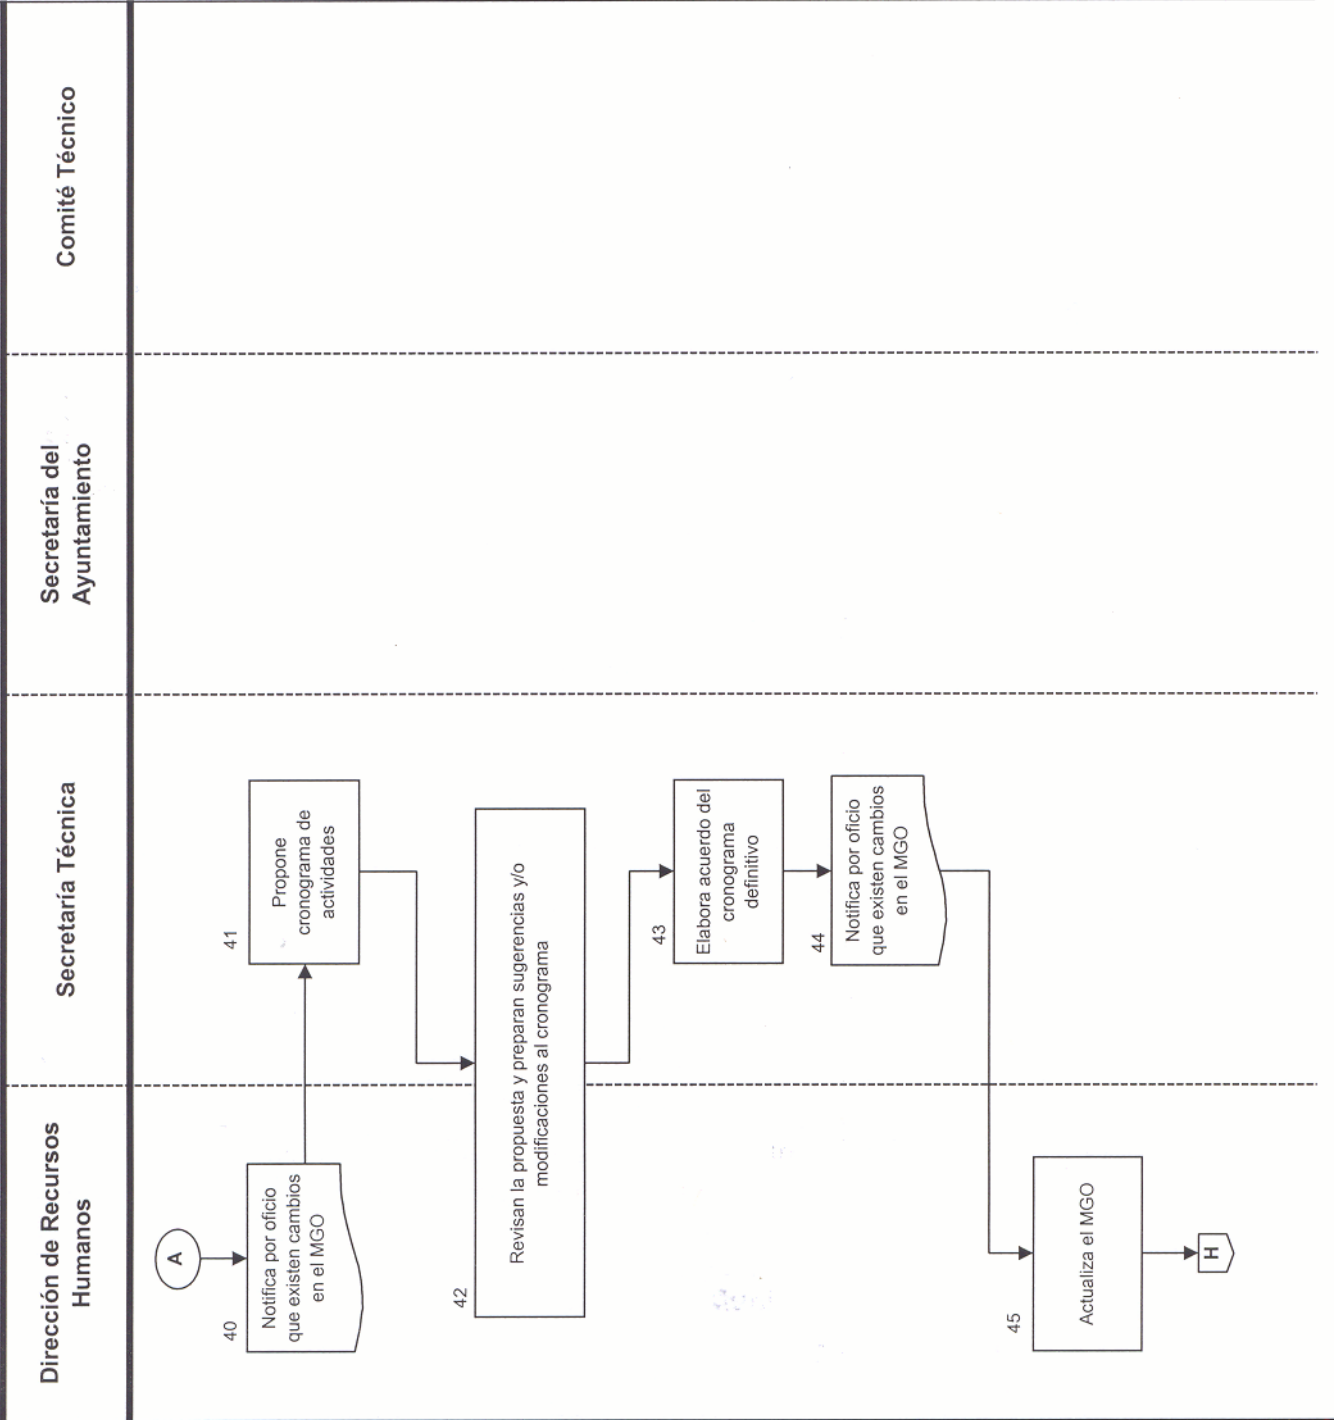 Dirección de Recursos
Humanos
Secretaría Técnica
Secretaría del
Ayuntamiento
Comité Técnico
A
40
Notifica por oficio
que existen cambios
en el MGO
41
Propone
cronograma de
actividades
42
Revisan la propuesta y preparan sugerencias y/o
modificaciones al cronograma
43
Elabora acuerdo del
cronograma
definitivo
44
Notifica por oficio
que existen cambios
en el MGO
45
Actualiza el MGO
H